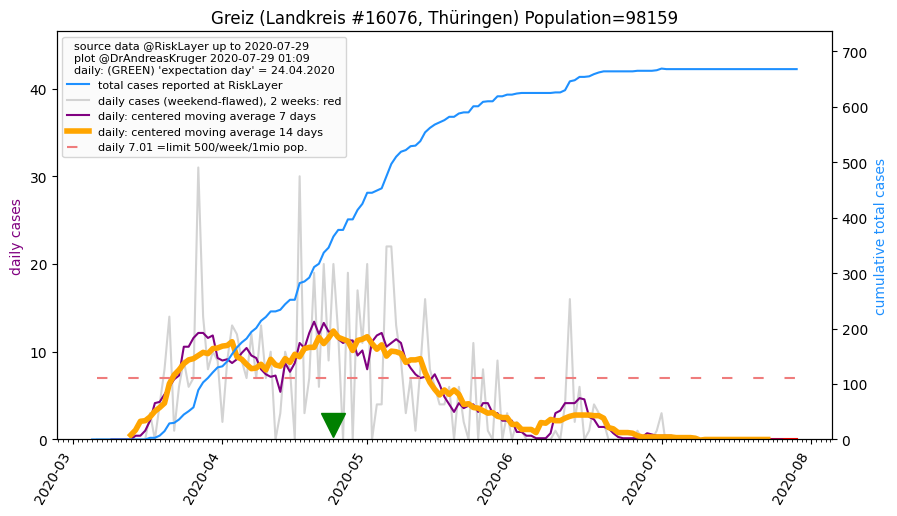 Greiz (Landkreis #16076, Thüringen) Population=98159
source data @RiskLayer up to 2020-07-29
plot @DrAndreasKruger 2020-07-29 01:09
daily: (GREEN) 'expectation day' = 24.04.2020
total cases reported at RiskLayer
daily cases (weekend-flawed), 2 weeks: red
daily: centered moving average 7 days
daily: centered moving average 14 days
daily 7.01 =limit 500/week/1mio pop.
daily cases
0
10
20
30
40
cumulative total cases
0
100
200
300
400
500
600
700
2020-03
2020-04
2020-05
2020-06
2020-07
2020-08